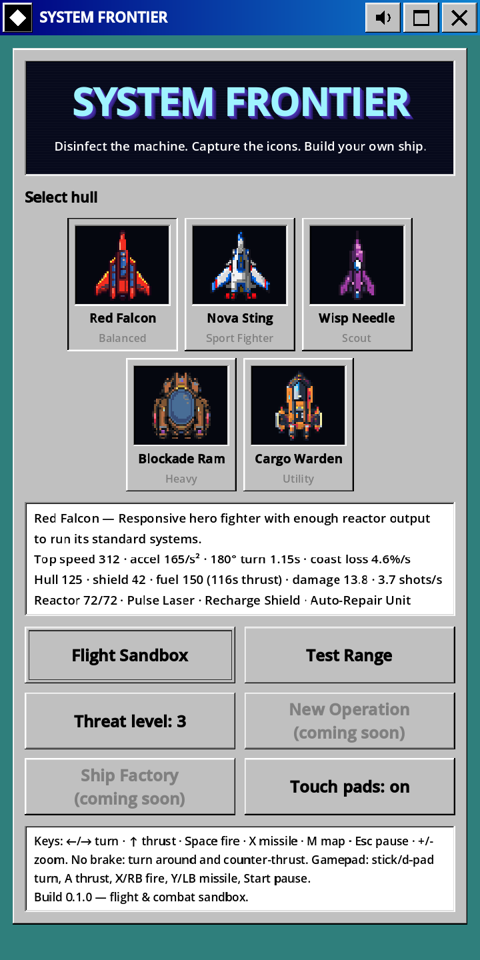 SYSTEM FRONTIER
SYSTEM FRONTIER
Disinfect the machine. Capture the icons. Build your own ship.
Select hull
Red Falcon
Balanced
Nova Sting
Sport Fighter
Wisp Needle
Scout
Blockade Ram
Heavy
Cargo Warden
Utility
Red Falcon — Responsive hero fighter with enough reactor output
to run its standard systems.
Top speed 312 · accel 165/s² · 180° turn 1.15s · coast loss 4.6%/s
Hull 125 · shield 42 · fuel 150 (116s thrust) · damage 13.8 · 3.7 shots/s
Reactor 72/72 · Pulse Laser · Recharge Shield · Auto-Repair Unit
Flight Sandbox
Test Range
Threat level: 3
New Operation
(coming soon)
Ship Factory
(coming soon)
Touch pads: on
Keys: ←/→ turn · ↑ thrust · Space fire · X missile · M map · Esc pause · +/-
zoom. No brake: turn around and counter-thrust. Gamepad: stick/d-pad
turn, A thrust, X/RB fire, Y/LB missile, Start pause.
Build 0.1.0 — flight & combat sandbox.